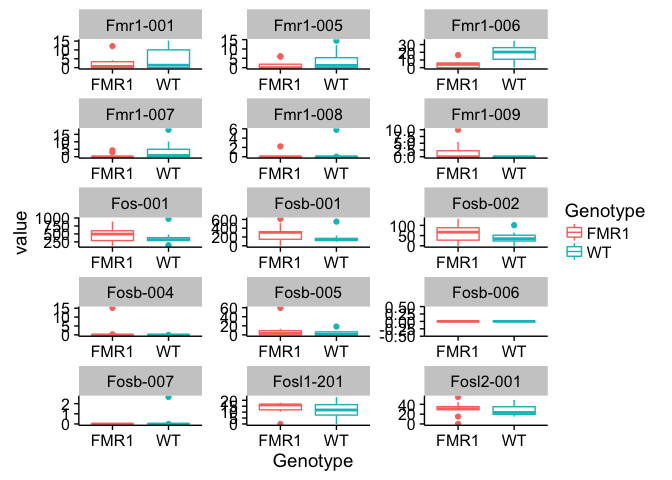 Fmr1-001 Fmr1-005 Fmr1-006
15 10 5 0 15 10 5 0 30 20 10 0
FMR1 WT FMR1 WT FMR1 WT
Fmr1-007 Fmr1-008 Fmr1-009
15 10 5 0 6 4 2 0 10.0 7.5 5.0 2.5 0.0
FMR1 WT FMR1 WT FMR1 WT
Fos-001 Fosb-001 Fosb-002
1000 750 500 250 600 400 200 0 100 50 0
FMR1 WT FMR1 WT FMR1 WT
Fosb-004 Fosb-005 Fosb-006
15 10 5 0 60 40 20 0 0.50 0.25 0.00 -0.25 -0.50
FMR1 WT FMR1 WT FMR1 WT
Fosb-007 Fosl1-201 Fosl2-001
2 1 0 20 15 10 5 0 40 20 0
FMR1 WT FMR1 WT FMR1 WT
value
Genotype
Genotype
FMR1
WT